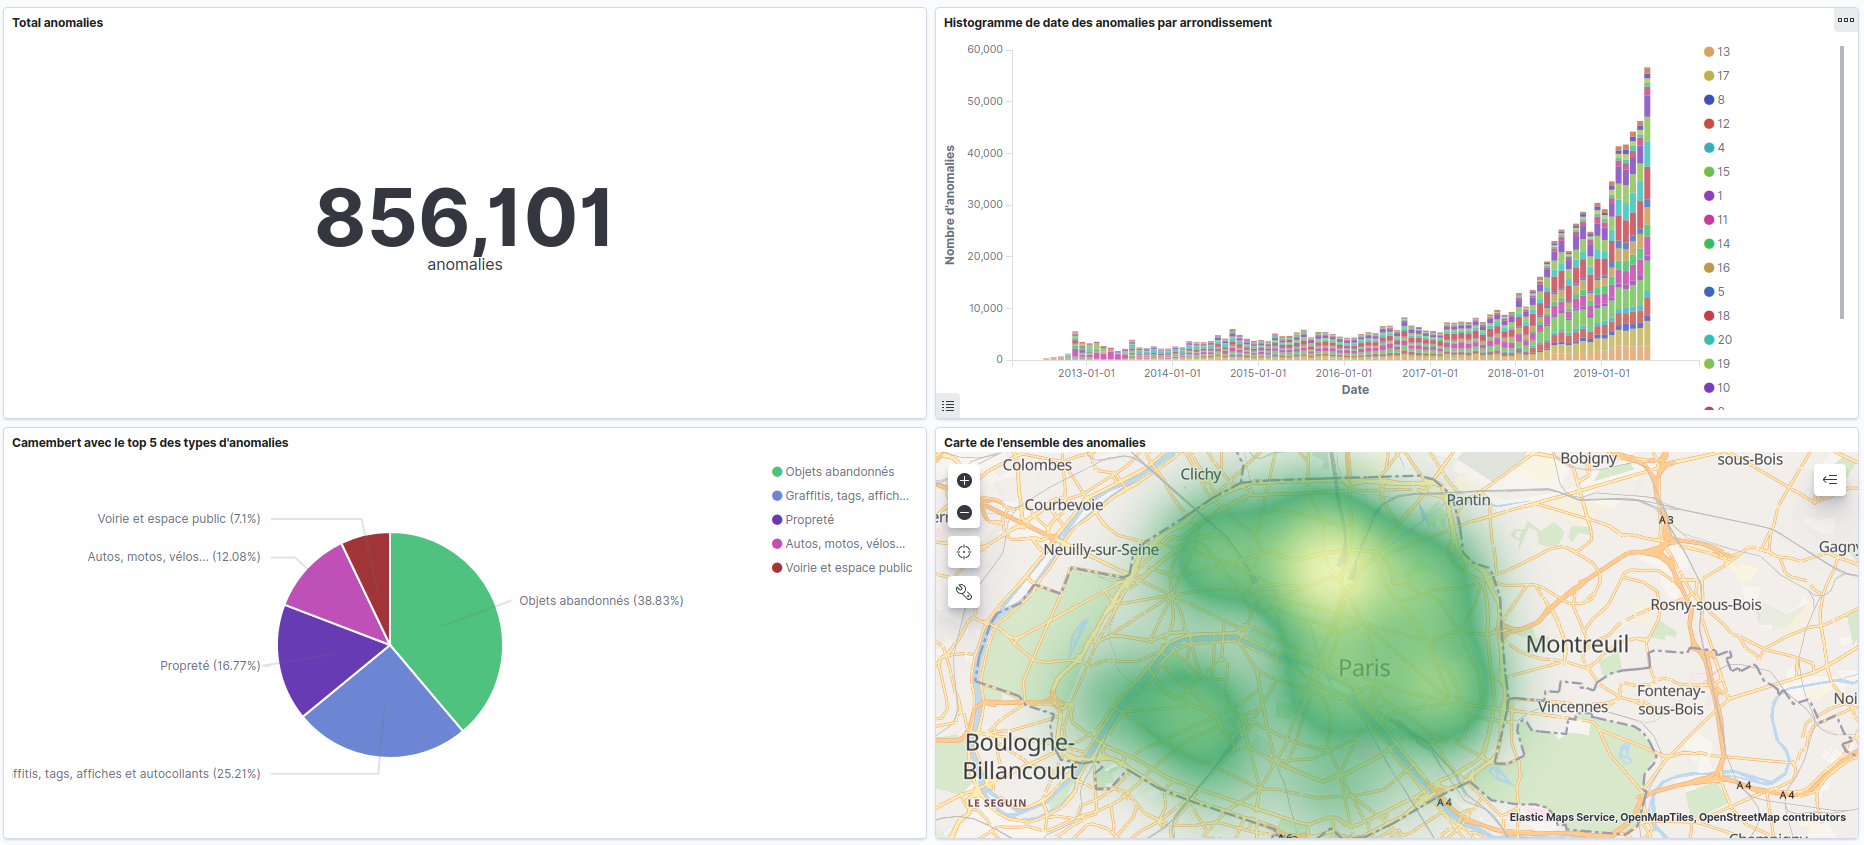 Total anomalies
856,101
anomalies
Histogramme de date des anomalies par arrondissement
60,000
50,000
40,000
30,000
20,000
10,000
0
Nombre d'anomalies
2013-01-01
2014-01-01
2015-01-01
2016-01-01
2017-01-01
2018-01-01
2019-01-01
Date
13
17
8
12
4
15
1
11
14
16
5
18
20
19
10
Camembert avec le top 5 des types d'anomalies
Objets abandonnés
Graffitis, tags, affich...
Propreté
Autos, motos, vélos...
Voirie et espace public
Voirie et espace public (7.1%)
Autos, motos, vélos... (12.08%)
Objets abandonnés (38.83%)
Propreté (16.77%)
ffitis, tags, affiches et autocollants (25.21%)
Carte de l'ensemble des anomalies
Colombes
Clichy
Bobigny
sous-Bois
Courbevoie
Pantin
A3
Neuilly-sur-Seine
Gagny
Rosny-sous-Bois
Montreuil
Paris
Fontenay-
sous-Bois
Vincennes
Noi
Boulogne-
Billancourt
LE SEGUIN
A4
A4
A4
Elastic Maps Service, OpenMapTiles, OpenStreetMap contributors